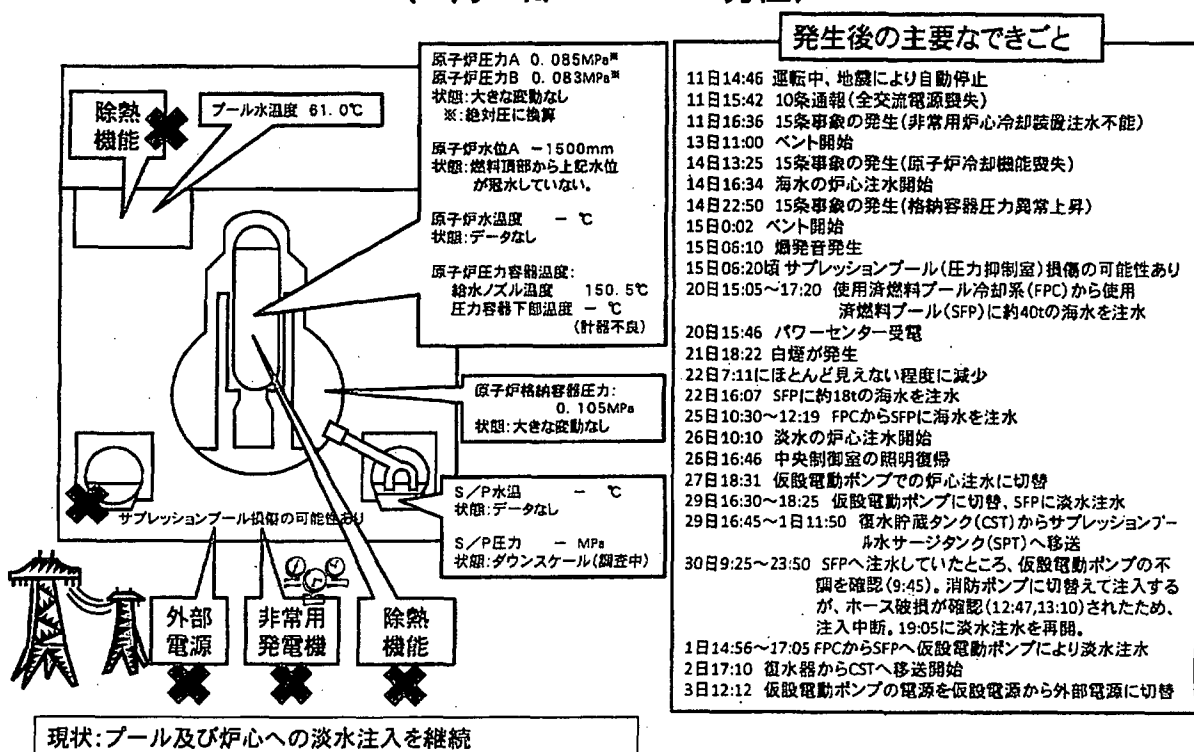 発生後の主要なできごと
除熱
機能
プール水温度 61.0℃
原子炉圧力A 0.085MPa※
原子炉圧力B 0.083MPa※
状態:大きな変動なし
※:絶対圧に換算
原子炉水位A -1500mm
状態:燃料頂部から上記水位
が冠水していない。
原子炉水温度 - ℃
状態:データなし
原子炉圧力容器温度:
給水ノズル温度 150.5℃
圧力容器下部温度 - ℃
(計器不良)
原子炉格納容器圧力:
0.105MPa
状態:大きな変動なし
S/P水温 - ℃
状態:データなし
S/P圧力 - MPa
状態:ダウンスケール(調査中)
サプレッションプール損傷の可能性あり
外部
電源
非常用
発電機
除熱
機能
現状:プール及び炉心への淡水注入を継続
11日14:46 運転中、地震により自動停止
11日15:42 10条通報(全交流電源喪失)
11日16:36 15条事象の発生(非常用炉心冷却装置注水不能)
13日11:00 ベント開始
14日13:25 15条事象の発生(原子炉冷却機能喪失)
14日16:34 海水の炉心注水開始
14日22:50 15条事象の発生(格納容器圧力異常上昇)
15日0:02 ベント開始
15日06:10 爆発音発生
15日06:20頃 サプレッションプール(圧力抑制室)損傷の可能性あり
20日15:05~17:20 使用済燃料プール冷却系(FPC)から使用
済燃料プール(SFP)に約40tの海水を注水
20日15:46 パワーセンター受電
21日18:22 白煙が発生
22日7:11にほとんど見えない程度に減少
22日16:07 SFPに約18tの海水を注水
25日10:30~12:19 FPCからSFPに海水を注水
26日10:10 淡水の炉心注水開始
26日16:46 中央制御室の照明復帰
27日18:31 仮設電動ポンプでの炉心注水に切替
29日16:30~18:25 仮設電動ポンプに切替、SFPに淡水注水
29日16:45~1日11:50 復水貯蔵タンク(CST)からサプレッションプー
ル水サージタンク(SPT)へ移送
30日9:25~23:50 SFPへ注水していたところ、仮設電動ポンプの不
調を確認(9:45)。消防ポンプに切替えて注入する
が、ホース破損が確認(12:47,13:10)されたため、
注入中断。19:05に淡水注水を再開。
1日14:56~17:05 FPCからSFPへ仮設電動ポンプにより淡水注水
2日17:10 復水器からCSTへ移送開始
3日12:12 仮設電動ポンプの電源を仮設電源から外部電源に切替